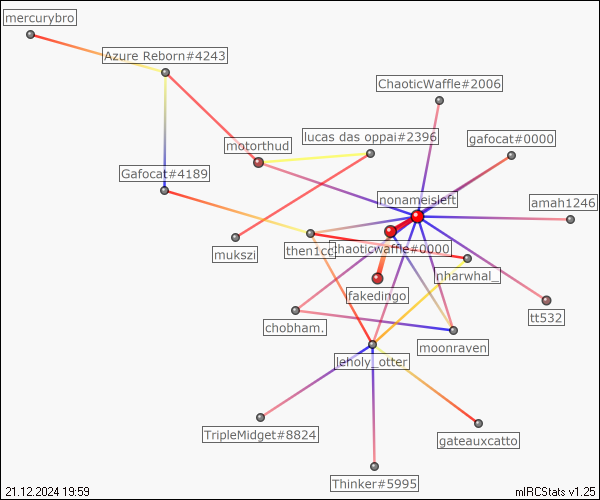 mercurybro
Azure Reborn#4243
ChaoticWaffle#2006
lucas das oppai#2396
gafocat#0000
motorthud
Gafocat#4189
nonameisleft
amah1246
mukszi
then1cc
chaoticwaffle#0000
nharwhal_
fakedingo
tt532
chobham.
moonraven
leholy_otter
TripleMidget#8824
gateauxcatto
Thinker#5995
21.12.2024 19:59
mIRCStats v1.25